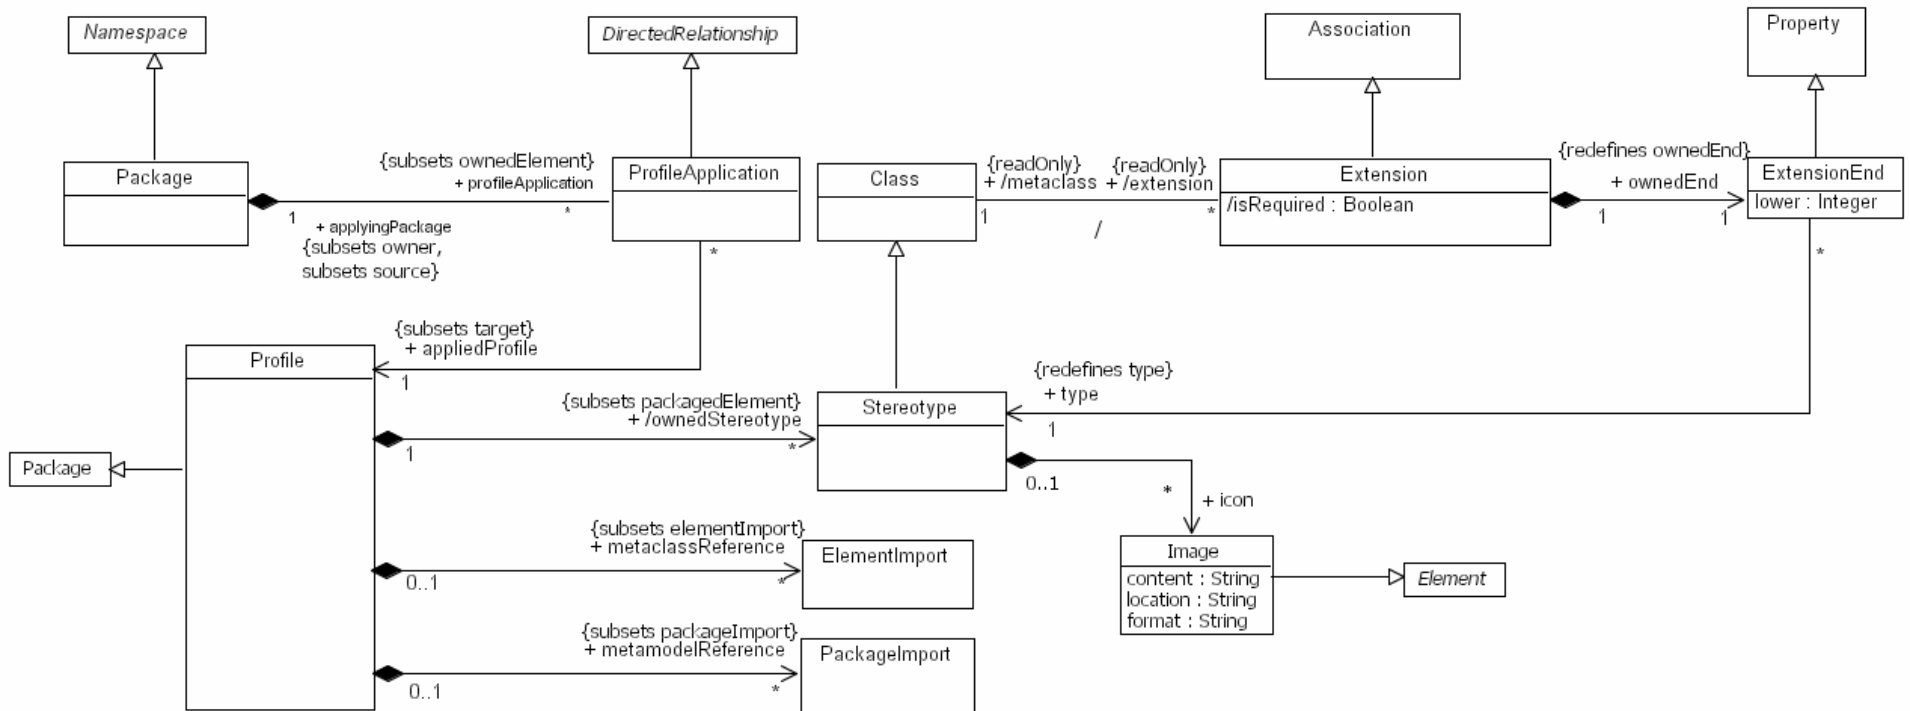 Namespace
DirectedRelationship
Association
Property
Package
{subsets ownedElement}
+ profileApplication
1
*
+ applyingPackage
{subsets owner,
subsets source}
ProfileApplication
*
Class
{readOnly}
+ /metaclass
{readOnly}
+ /extension
1
*
/
Extension
/isRequired : Boolean
{redefines ownedEnd}
+ ownedEnd
1
1
ExtensionEnd
lower : Integer
*
{subsets target}
+ appliedProfile
1
Profile
{subsets packagedElement}
+ /ownedStereotype
1
*
Stereotype
{redefines type}
+ type
1
Package
0..1
*
+ icon
{subsets elementImport}
+ metaclassReference
0..1
*
ElementImport
Image
content : String
location : String
format : String
Element
{subsets packageImport}
+ metamodelReference
0..1
*
PackageImport